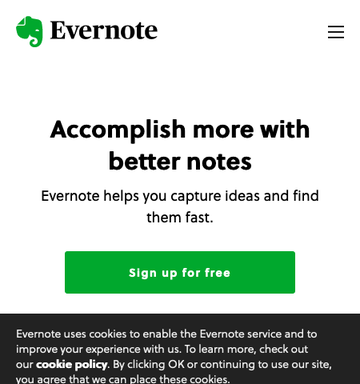 Evernote
Accomplish more with
better notes
Evernote helps you capture ideas and find
them fast.
Sign up for free
Evernote uses cookies to enable the Evernote service and to
improve your experience with us. To learn more, check out
our cookie policy. By clicking OK or continuing to use our site,
you agree that we can place these cookies.